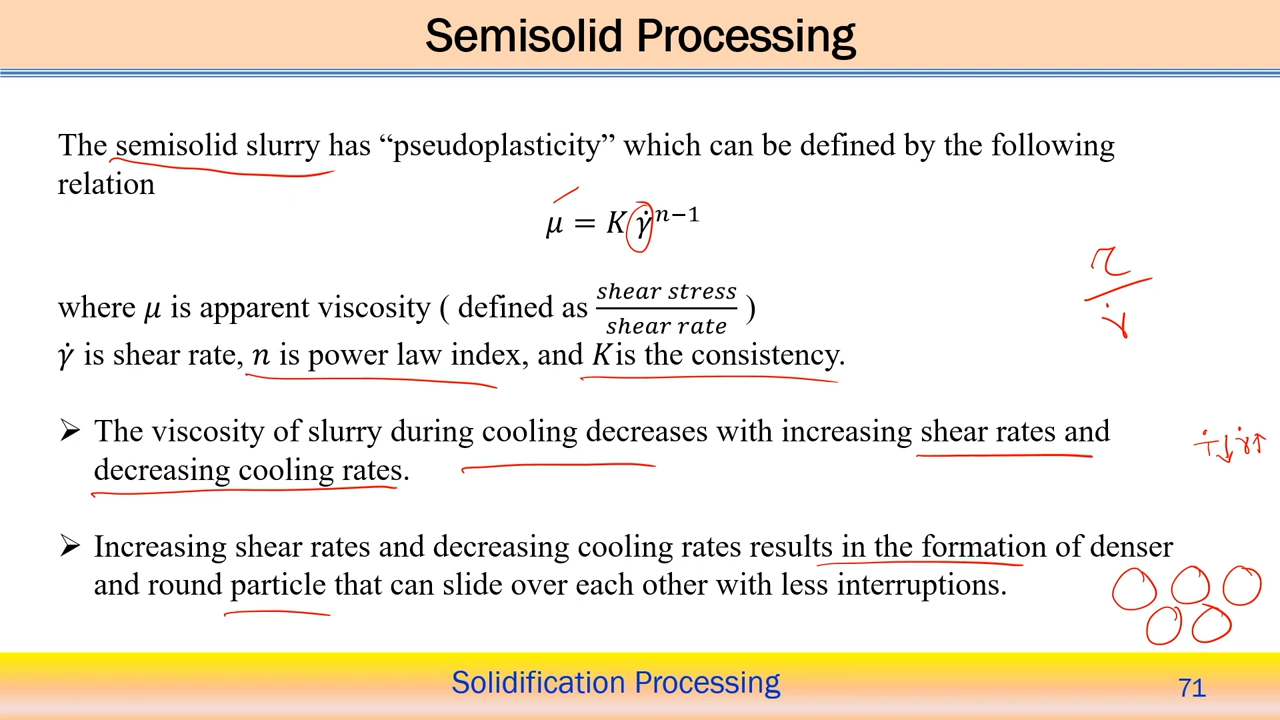 Semisolid Processing
The semisolid slurry has “pseudoplasticity” which can be defined by the following
relation
μ = K γ̇ⁿ⁻¹
τ
where μ is apparent viscosity ( defined as shear stress / shear rate )
γ̇
γ̇ is shear rate, n is power law index, and K is the consistency.
➢ The viscosity of slurry during cooling decreases with increasing shear rates and
Ṫ↓ γ̇↑
decreasing cooling rates.
➢ Increasing shear rates and decreasing cooling rates results in the formation of denser
and round particle that can slide over each other with less interruptions.
Solidification Processing
71